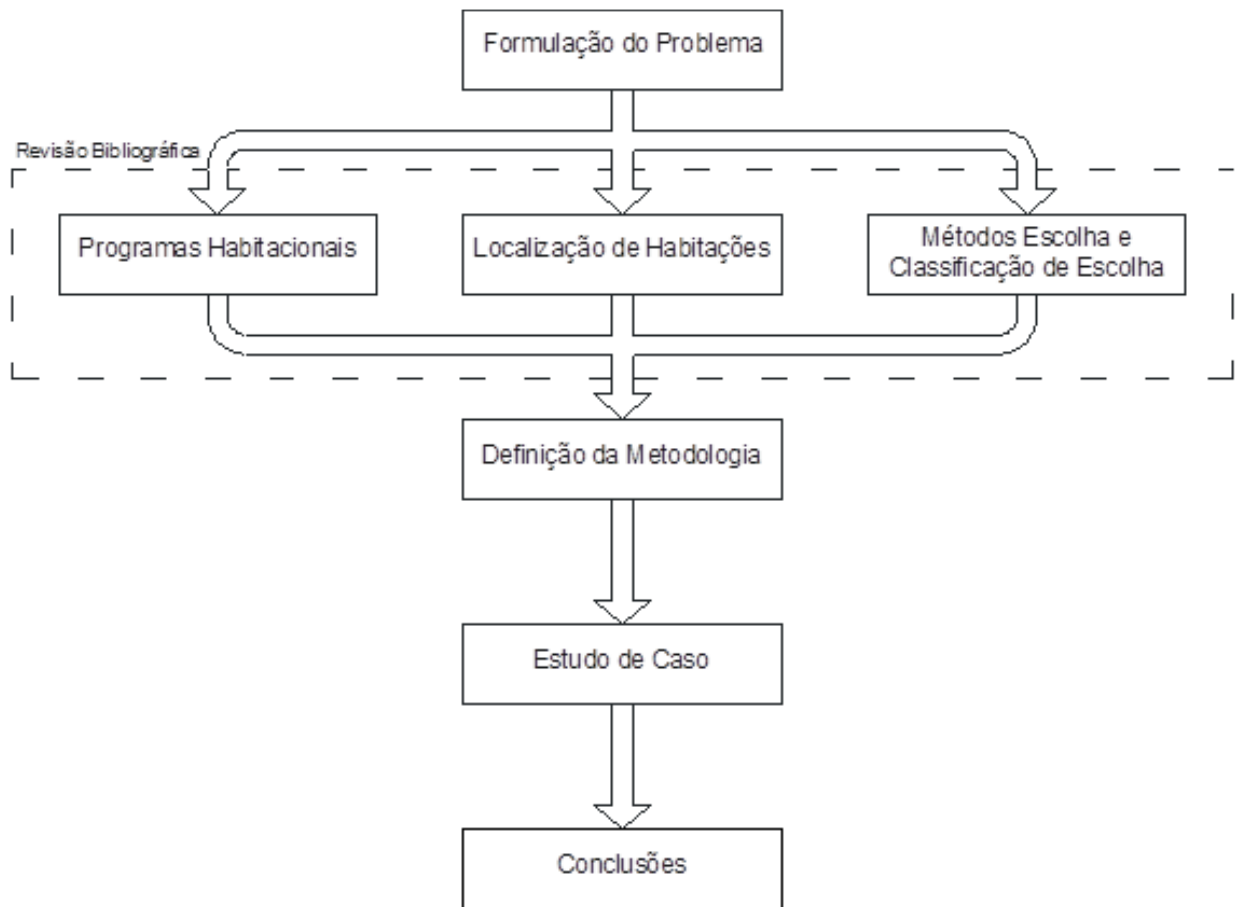 Formulação do Problema
Revisão Bibliográfica
Programas Habitacionais
Localização de Habitações
Métodos Escolha e
Classificação de Escolha
Definição da Metodologia
Estudo de Caso
Conclusões